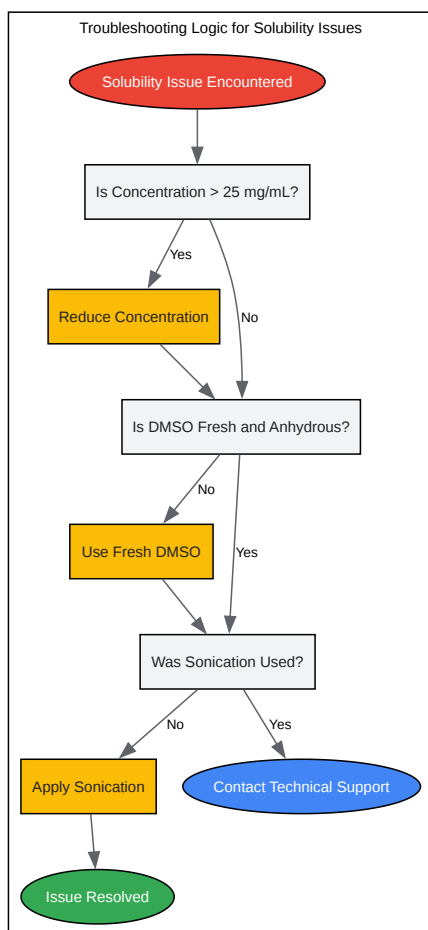 Troubleshooting Logic for Solubility Issues
Solubility Issue Encountered
Is Concentration > 25 mg/mL?
Yes
Reduce Concentration
No
Is DMSO Fresh and Anhydrous?
No
Use Fresh DMSO
Yes
Was Sonication Used?
No
Yes
Apply Sonication
Contact Technical Support
Issue Resolved